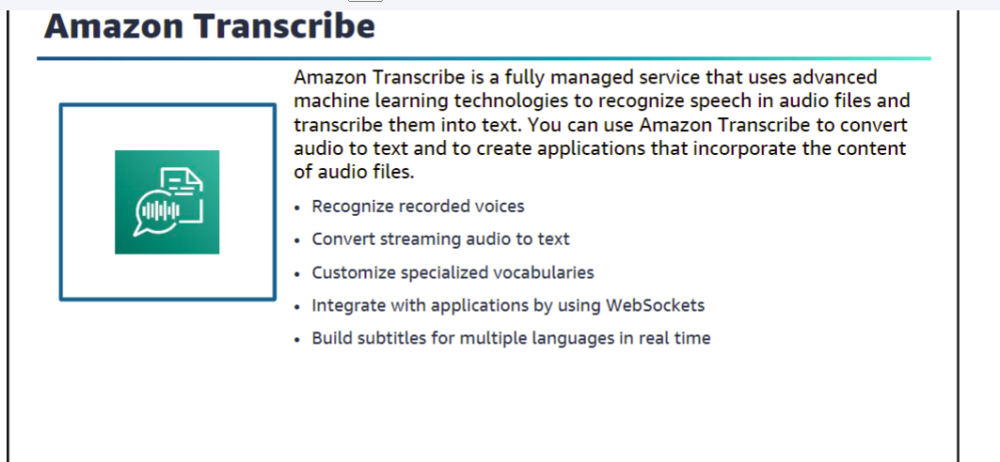 Amazon Transcribe
Amazon Transcribe is a fully managed service that uses advanced
machine learning technologies to recognize speech in audio files and
transcribe them into text. You can use Amazon Transcribe to convert
audio to text and to create applications that incorporate the content
of audio files.
• Recognize recorded voices
• Convert streaming audio to text
• Customize specialized vocabularies
• Integrate with applications by using WebSockets
• Build subtitles for multiple languages in real time